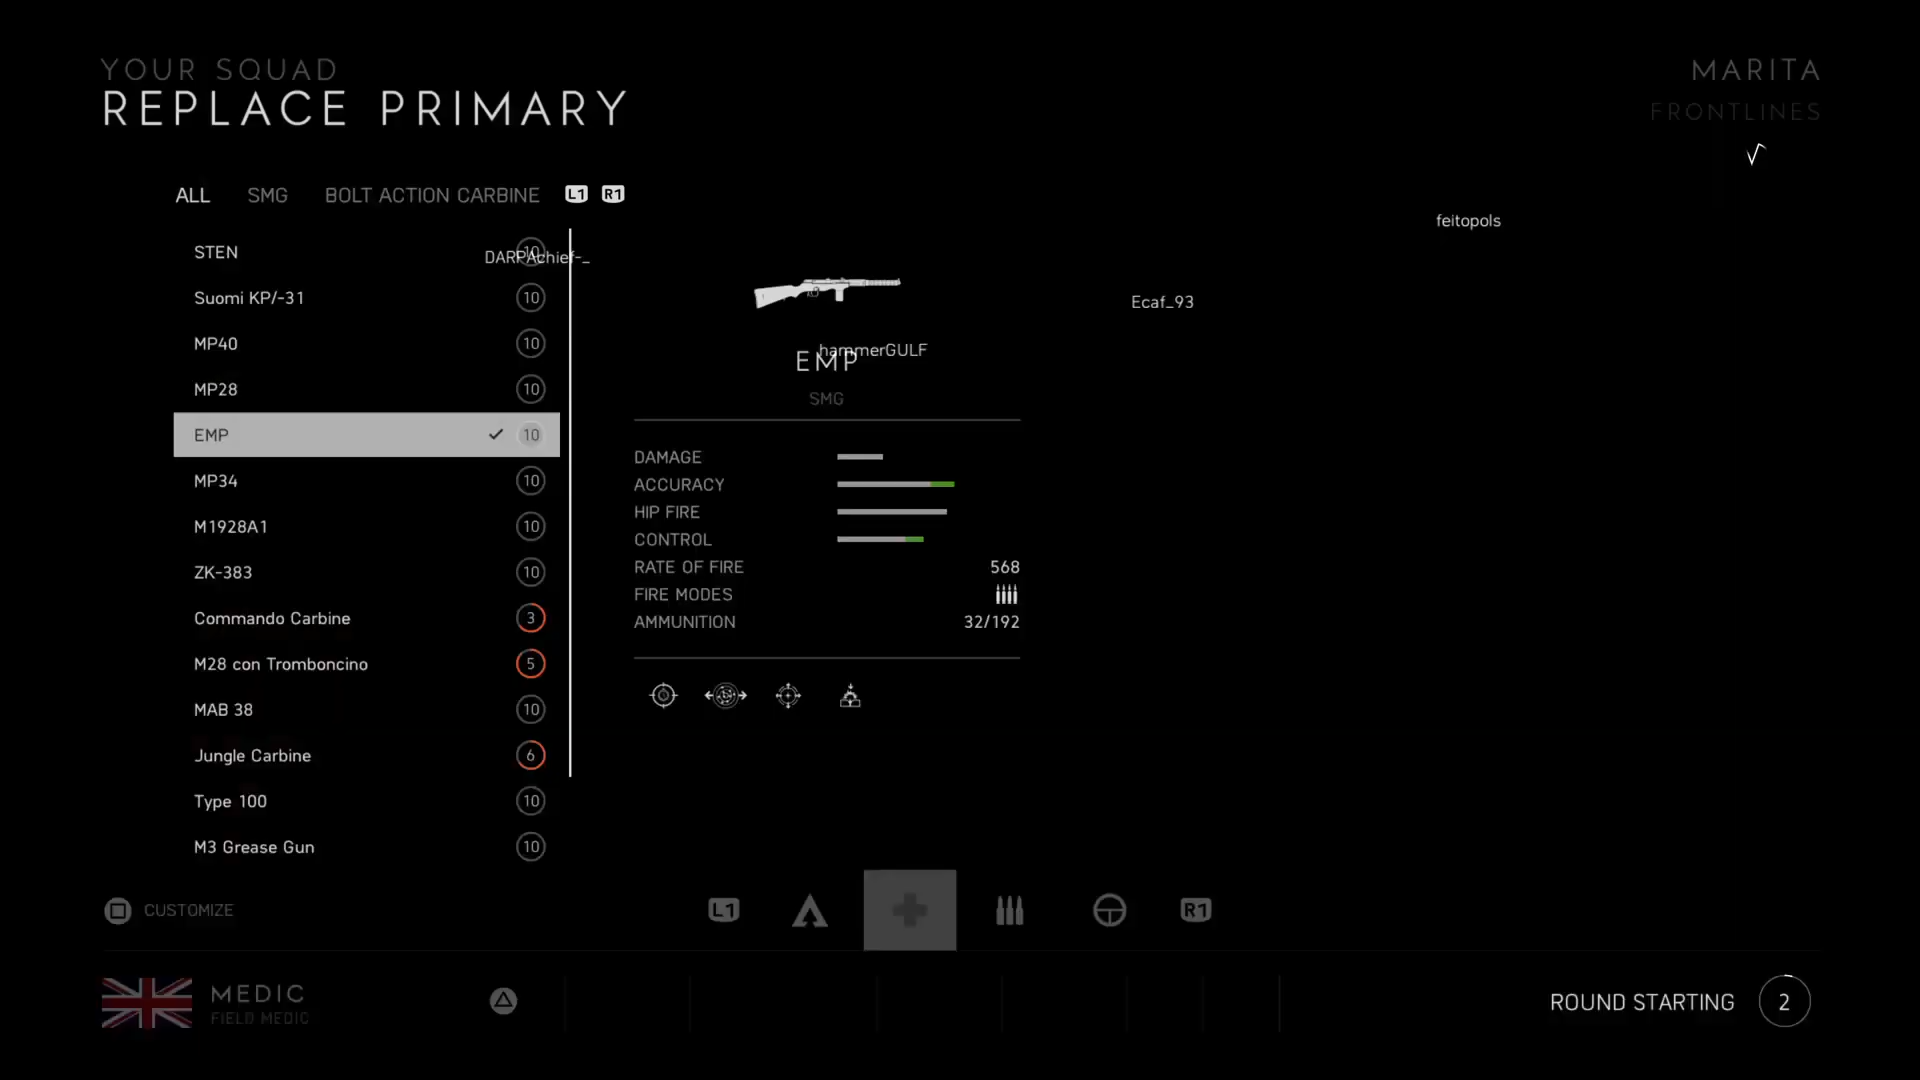 YOUR SQUAD
REPLACE PRIMARY
MARITA
FRONTLINES
ALL SMG BOLT ACTION CARBINE L1 R1
feitopols
STEN 10
DARPAchief-_
Suomi KP/-31 10
Ecaf_93
MP40 10
hammerGULF
EMP
MP28 10
SMG
EMP 10
MP34 10
M1928A1 10
ZK-383 10
Commando Carbine 3
M28 con Tromboncino 5
MAB 38 10
Jungle Carbine 6
Type 100 10
M3 Grease Gun 10
DAMAGE
ACCURACY
HIP FIRE
CONTROL
RATE OF FIRE 568
FIRE MODES
AMMUNITION 32/192
CUSTOMIZE
L1 R1
MEDIC
FIELD MEDIC
ROUND STARTING 2